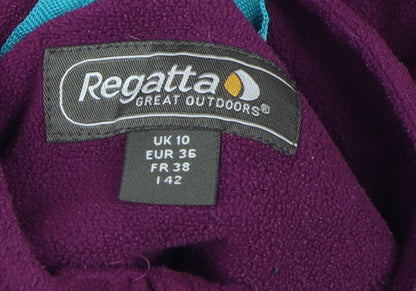 Regatta
GREAT OUTDOORS®
UK 10
EUR 36
FR 38
I 42